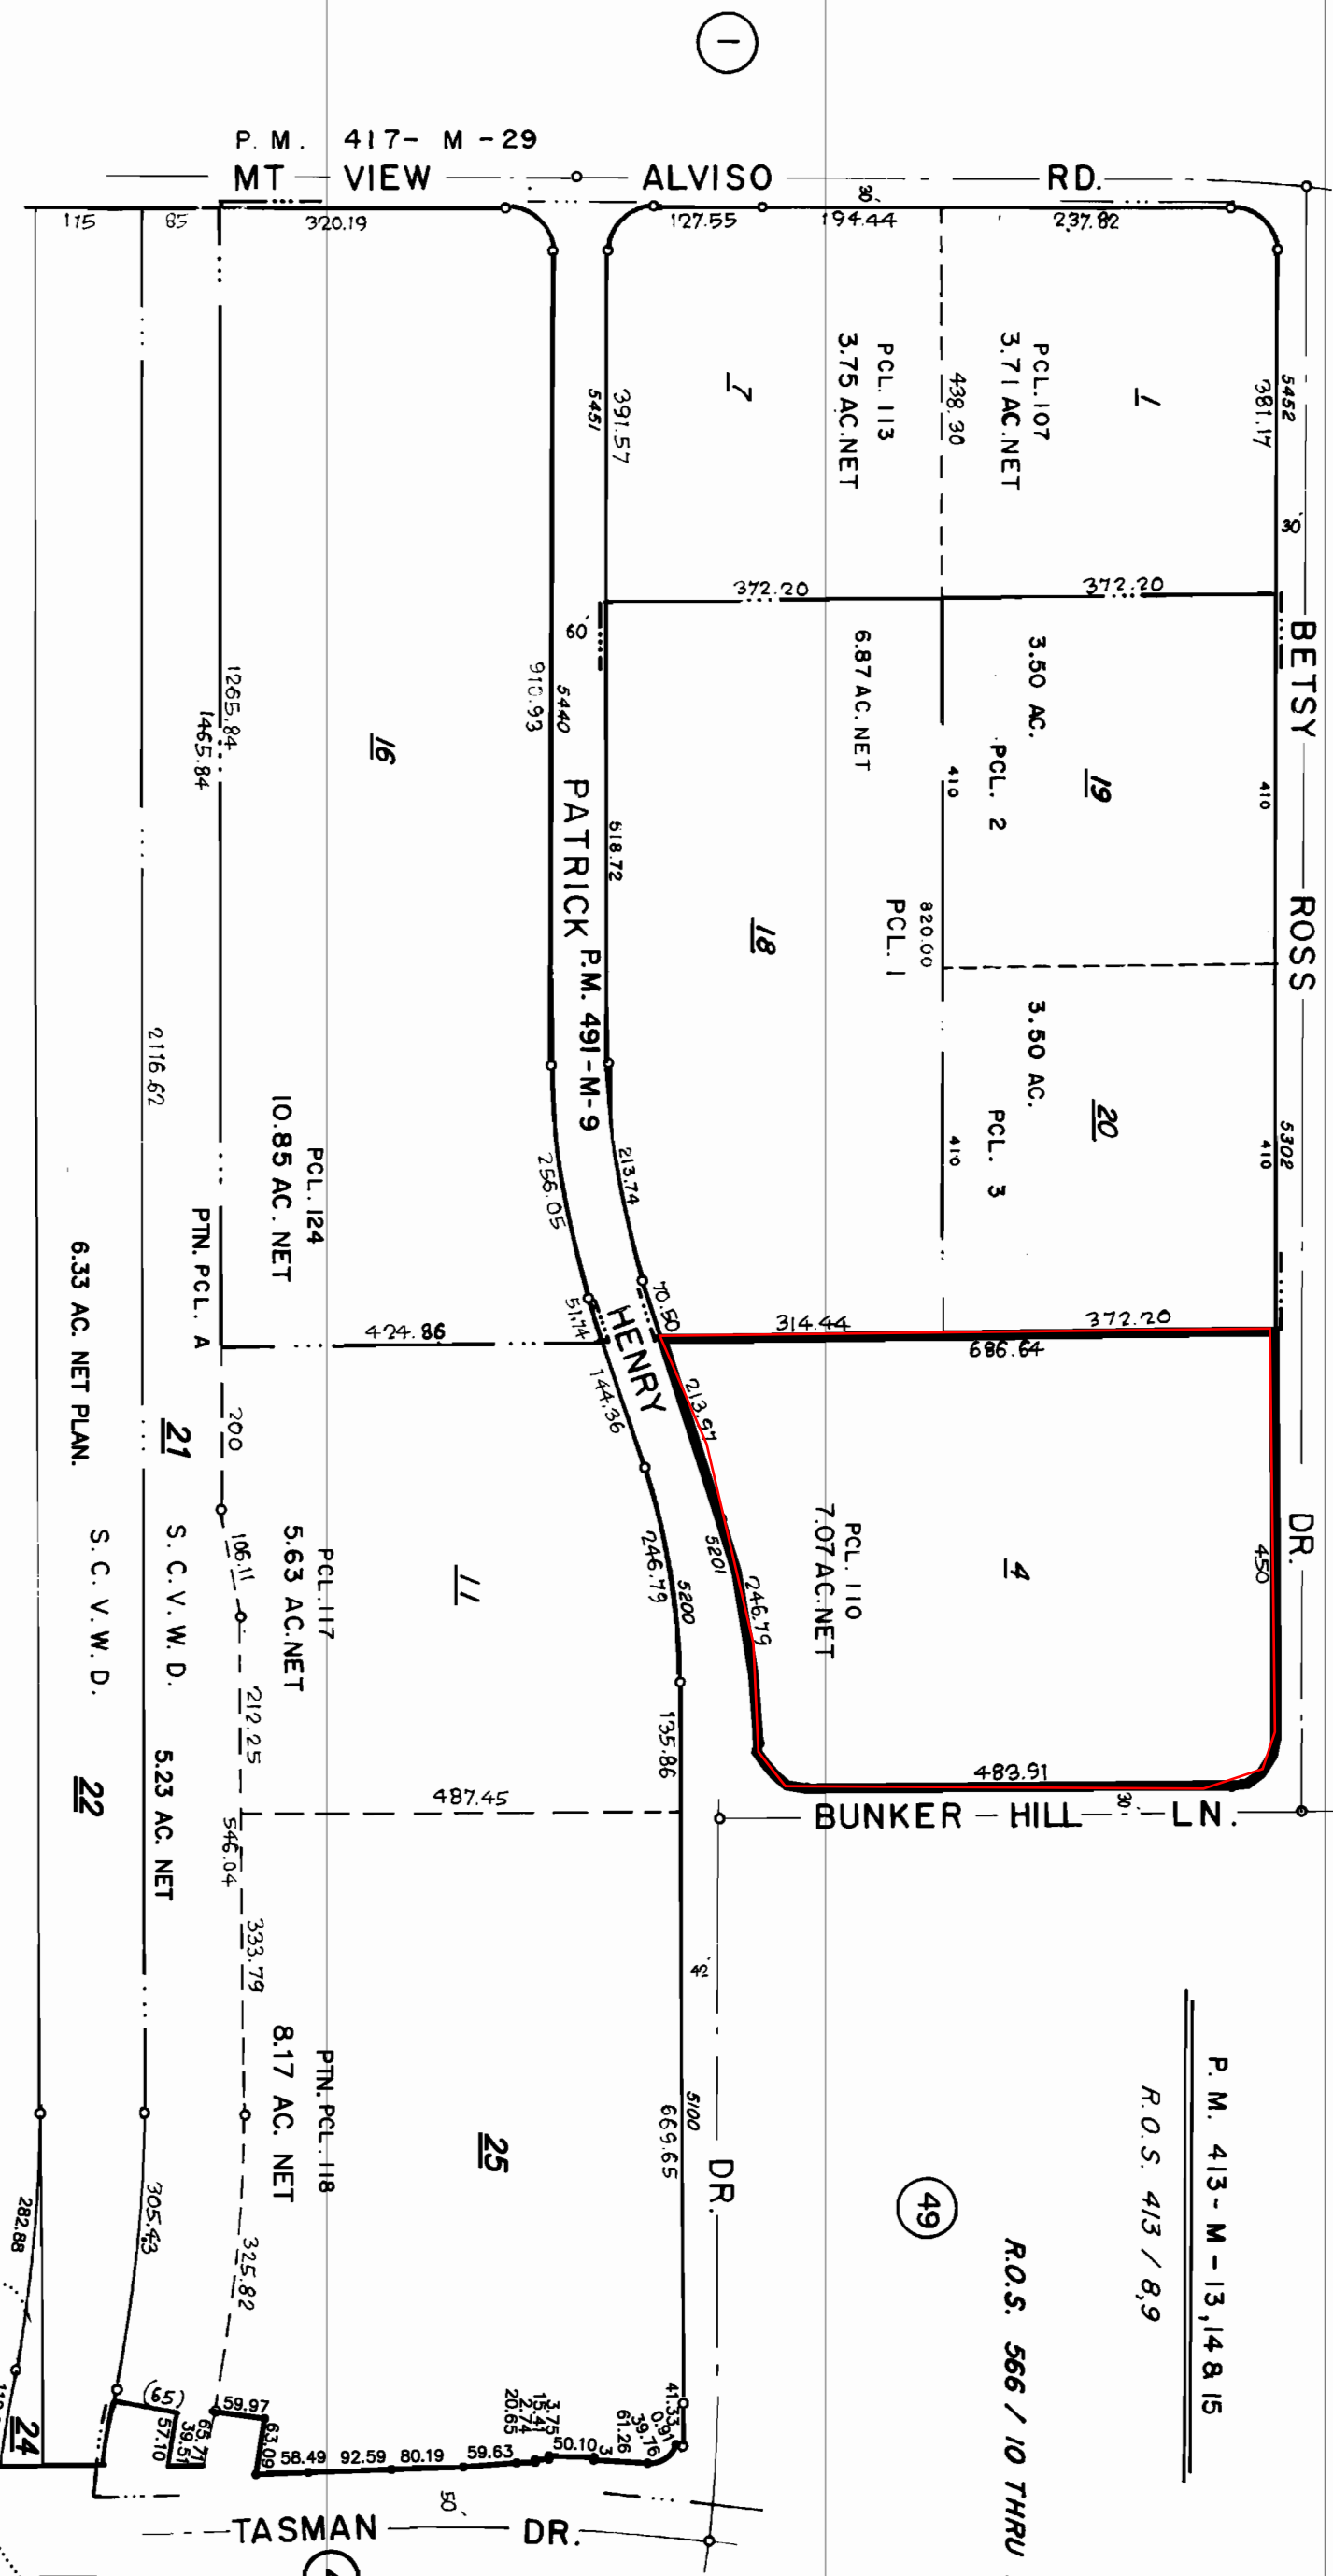 1
P. M. 417- M -29
MT VIEW ALVISO RD.
30'
115
85
320.19
127.55
194.44
237.82
5452
381.17
30'
PCL. 107
3.71 AC. NET
1
438.30
PCL. 113
3.75 AC. NET
7
391.57
5451
372.20
372.20
BETSY ROSS DR.
60'
6.87 AC. NET
3.50 AC.
PCL. 2
19
410
410
910.93
5440
1265.84
1465.84
16
PATRICK
P.M. 491-M-9
HENRY
518.72
18
820.00
PCL. 1
3.50 AC.
PCL. 3
20
410
5302
410
2116.62
PCL. 124
10.85 AC. NET
PTN. PCL. A
256.05
213.74
70.50
51.74
424.86
314.44
372.20
686.64
6.33 AC. NET PLAN.
144.36
213.97
200
21
S. C. V. W. D.
5.23 AC. NET
S. C. V. W. D.
22
106.11
PCL. 117
5.63 AC. NET
11
246.79
5200
5201
246.79
PCL. 110
7.07 AC. NET
4
450
212.25
135.86
483.91
487.45
BUNKER HILL LN.
30'
546.04
333.79
42'
P. M. 413 - M - 13, 14 & 15
R.O.S. 413 / 8,9
PTN. PCL. 118
8.17 AC. NET
25
5100
669.65
DR.
49
R.O.S. 566 / 10 THRU
305.43
325.82
282.88
24
(65)
57.10
39.51
65.77
59.97
63.09
58.49
92.59
80.19
59.63
20.65
2.74
15.41
3.75
50.10
3
61.26
39.76
0.91
41.33
50'
TASMAN DR.